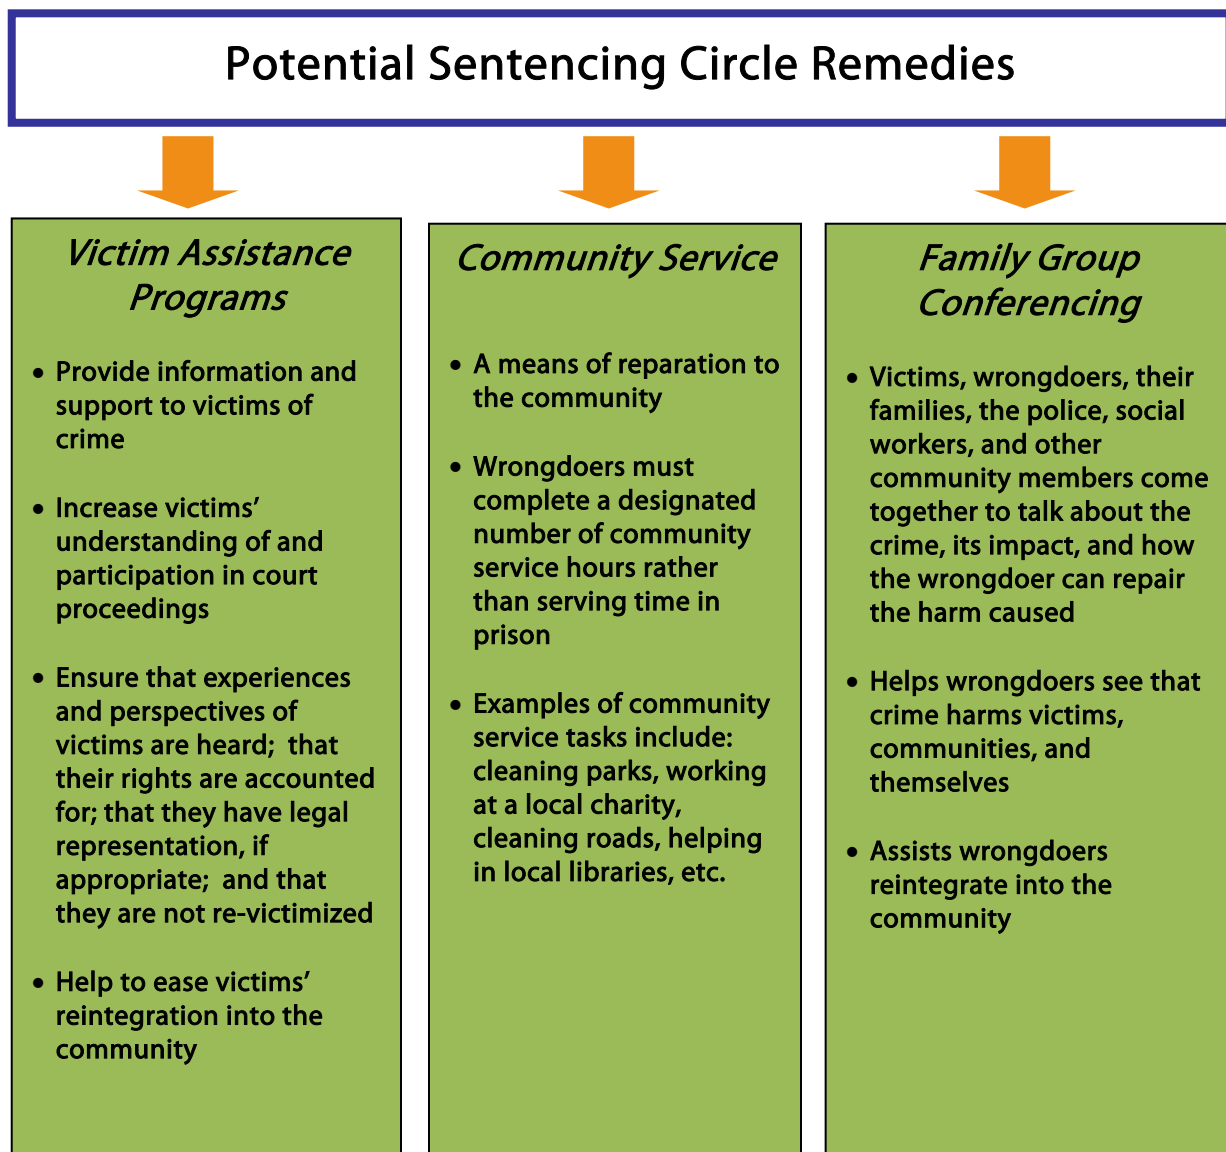 Potential Sentencing Circle Remedies
Victim Assistance
Programs
• Provide information and
support to victims of
crime
• Increase victims’
understanding of and
participation in court
proceedings
• Ensure that experiences
and perspectives of
victims are heard;  that
their rights are accounted
for; that they have legal
representation, if
appropriate;  and that
they are not re-victimized
• Help to ease victims’
reintegration into the
community
Community Service
• A means of reparation to
the community
• Wrongdoers must
complete a designated
number of community
service hours rather
than serving time in
prison
• Examples of community
service tasks include:
cleaning parks, working
at a local charity,
cleaning roads, helping
in local libraries, etc.
Family Group
Conferencing
• Victims, wrongdoers, their
families, the police, social
workers, and other
community members come
together to talk about the
crime, its impact, and how
the wrongdoer can repair
the harm caused
• Helps wrongdoers see that
crime harms victims,
communities, and
themselves
• Assists wrongdoers
reintegrate into the
community